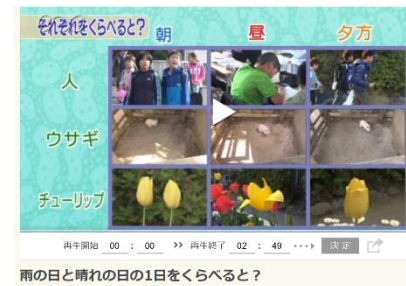 それぞれをくらべると?
朝 昼 夕方
人
ウサギ
チューリップ
再生開始 00 : 00 >> 再生終了 02 : 49 ････▸ 決定
雨の日と晴れの日の1日をくらべると?